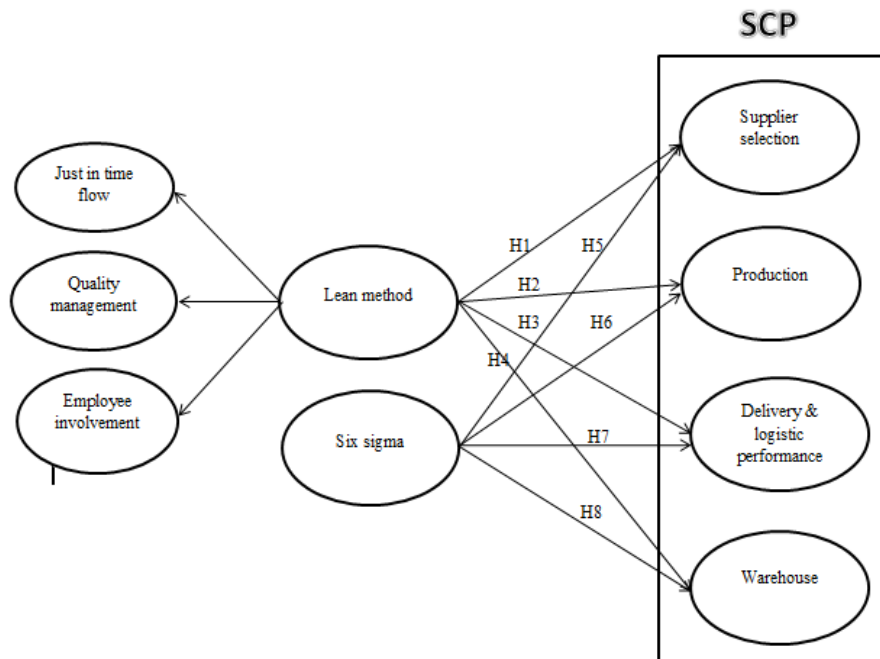 SCP
Supplier
selection
Just in time
flow
H1
H5
Quality
management
Lean method
H2
Production
H3
H6
H4
Employee
involvement
Six sigma
Delivery &
logistic
performance
H7
H8
Warehouse